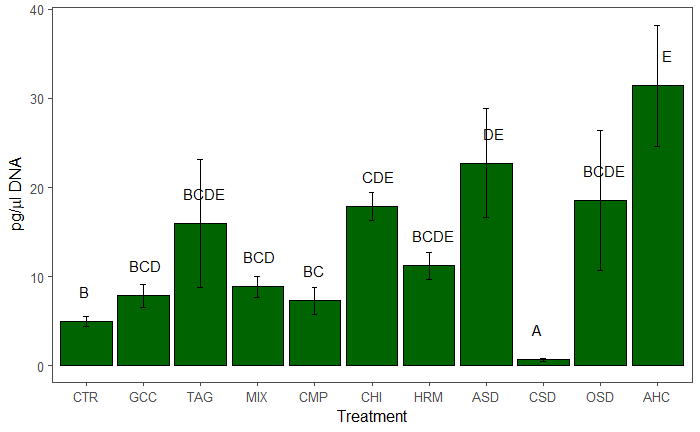 40
E
30
DE
BCDE
CDE
BCDE
20
BCD
BCD
BCDE
BC
10
B
A
0
pg/µl DNA
CTR GCC TAG MIX CMP CHI HRM ASD CSD OSD AHC
Treatment